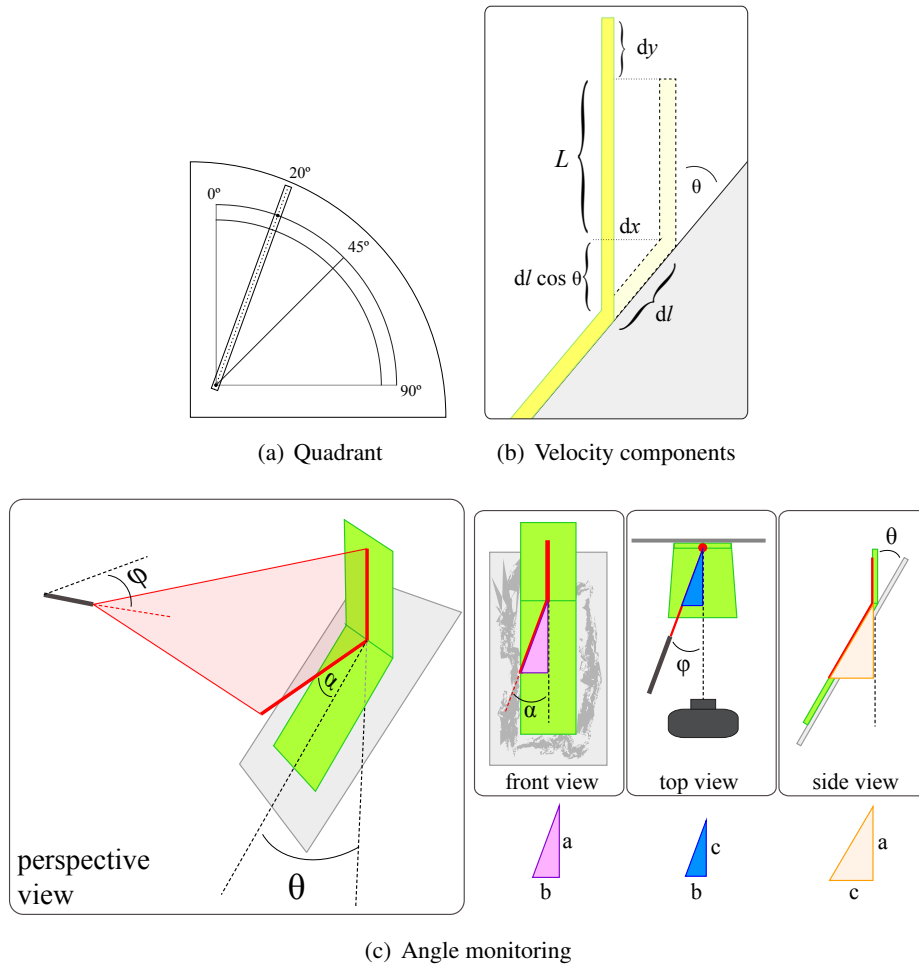 0º
20º
45º
90º
(a) Quadrant
dy
L
θ
dx
dl cos θ
dl
(b) Velocity components
φ
α
θ
perspective
view
α
front view
φ
top view
θ
side view
a
b
c
b
a
c
(c) Angle monitoring